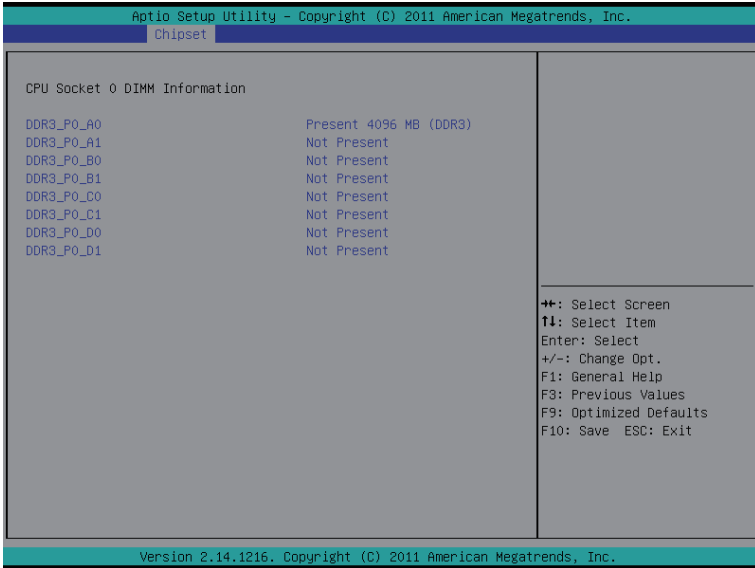 Aptio Setup Utility – Copyright (C) 2011 American Megatrends, Inc.
Chipset
CPU Socket 0 DIMM Information
DDR3_P0_A0 Present 4096 MB (DDR3)
DDR3_P0_A1 Not Present
DDR3_P0_B0 Not Present
DDR3_P0_B1 Not Present
DDR3_P0_C0 Not Present
DDR3_P0_C1 Not Present
DDR3_P0_D0 Not Present
DDR3_P0_D1 Not Present
→←: Select Screen
↑↓: Select Item
Enter: Select
+/-: Change Opt.
F1: General Help
F3: Previous Values
F9: Optimized Defaults
F10: Save ESC: Exit
Version 2.14.1216. Copyright (C) 2011 American Megatrends, Inc.